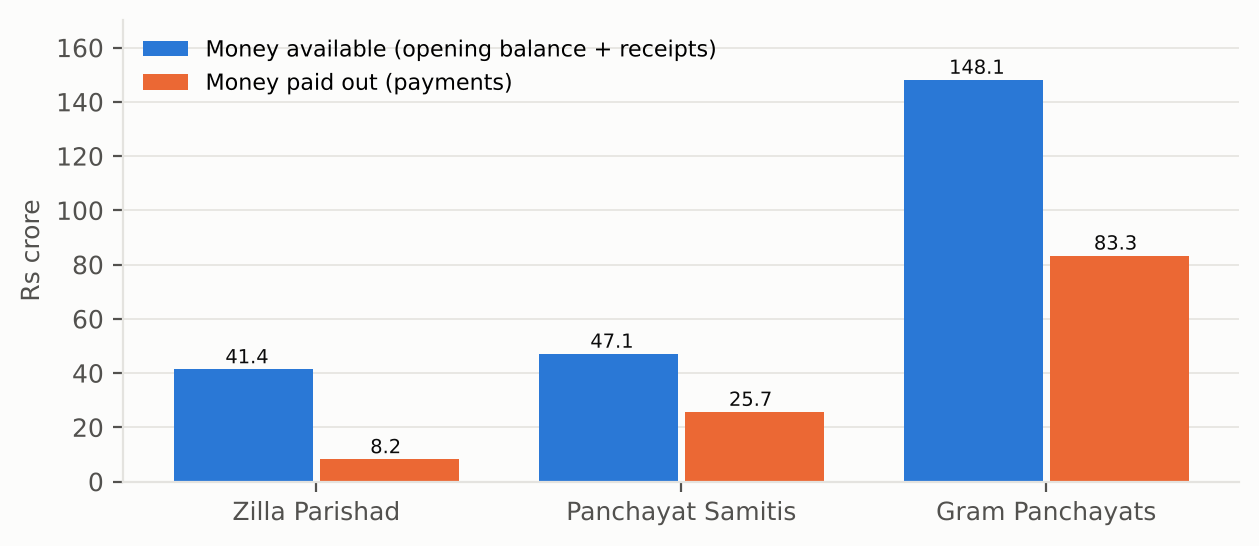 Money available (opening balance + receipts)
Money paid out (payments)
Rs crore
160
140
120
100
80
60
40
20
0
41.4
8.2
47.1
25.7
148.1
83.3
Zilla Parishad
Panchayat Samitis
Gram Panchayats